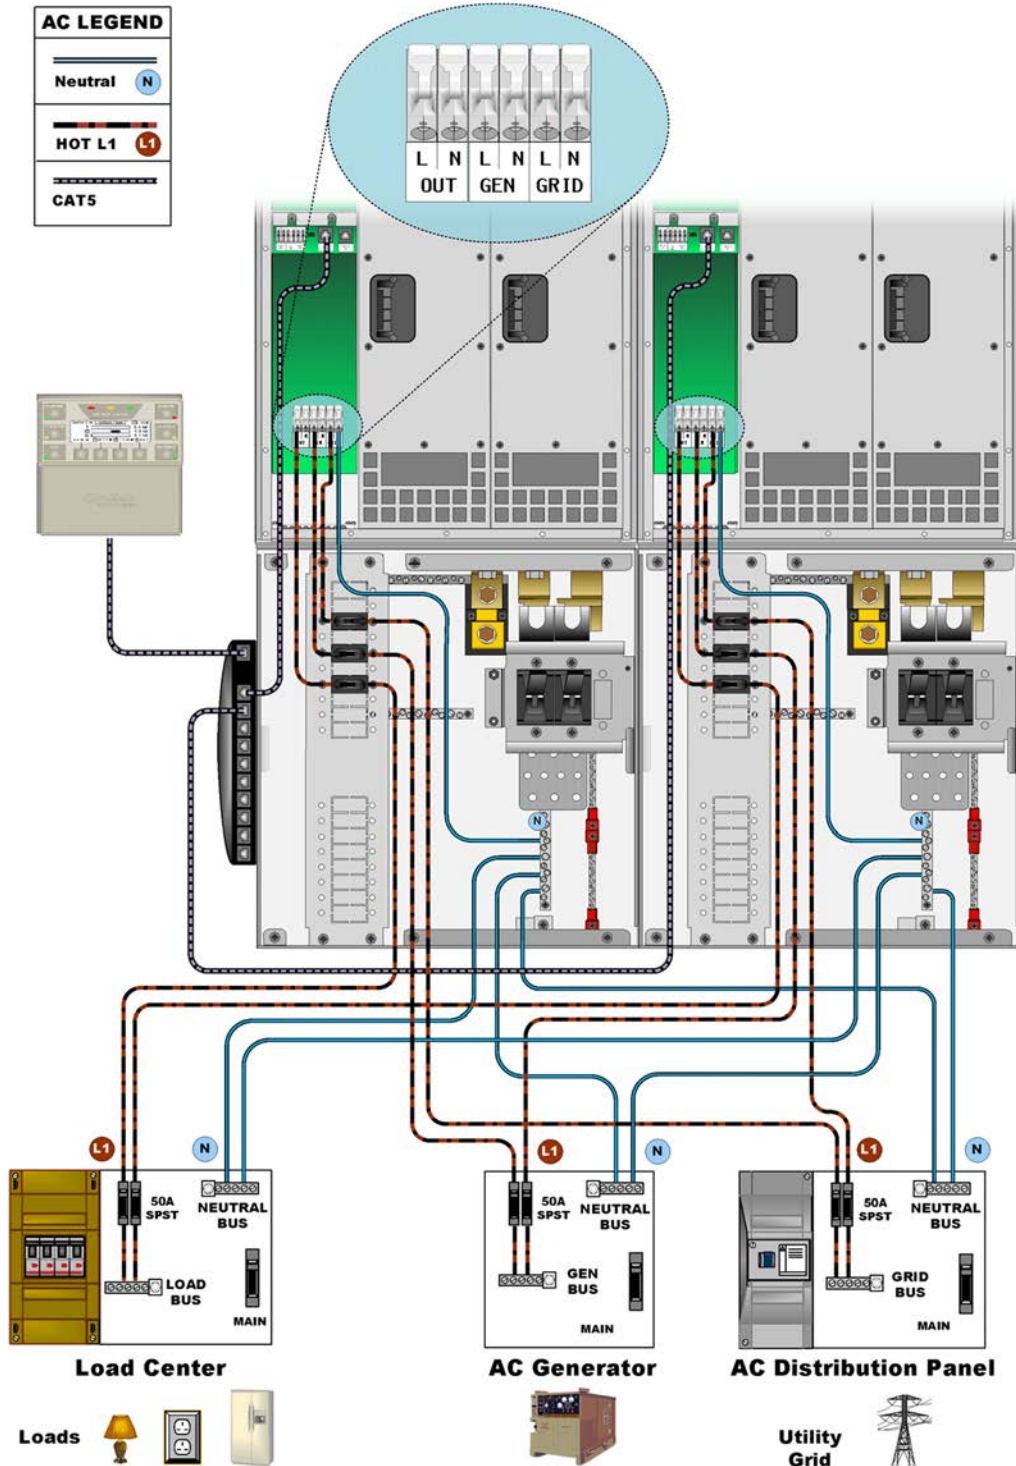 AC LEGEND
Neutral N
HOT L1 L1
CAT5
L N L N L N
OUT GEN GRID
N
N
L1
N
L1
N
L1
N
50A
SPST
NEUTRAL
BUS
LOAD
BUS
MAIN
50A
SPST
NEUTRAL
BUS
GEN
BUS
MAIN
50A
SPST
NEUTRAL
BUS
GRID
BUS
MAIN
Load Center
AC Generator
AC Distribution Panel
Loads
Utility
Grid